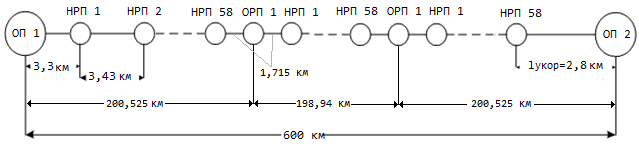 НРП 1
НРП 2
НРП 58
ОРП 1
НРП 1
НРП 58
ОРП 1
НРП 1
НРП 58
ОП 1
ОП 2
3,3 км
3,43 км
1,715 км
lукор=2,8 км
200,525 км
198,94 км
200,525 км
600 км